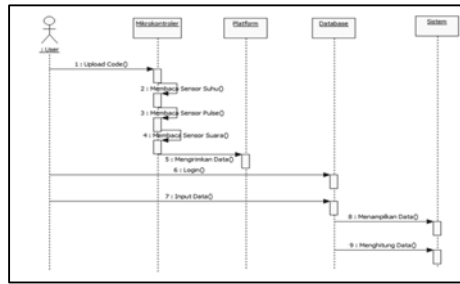 Mikrokontroler
Platform
Database
Sistem
: User
1 : Upload Code()
2 : Membaca Sensor Suhu()
3 : Membaca Sensor Pulse()
4 : Membaca Sensor Suara()
5 : Mengirimkan Data()
6 : Login()
7 : Input Data()
8 : Menampilkan Data()
9 : Menghitung Data()